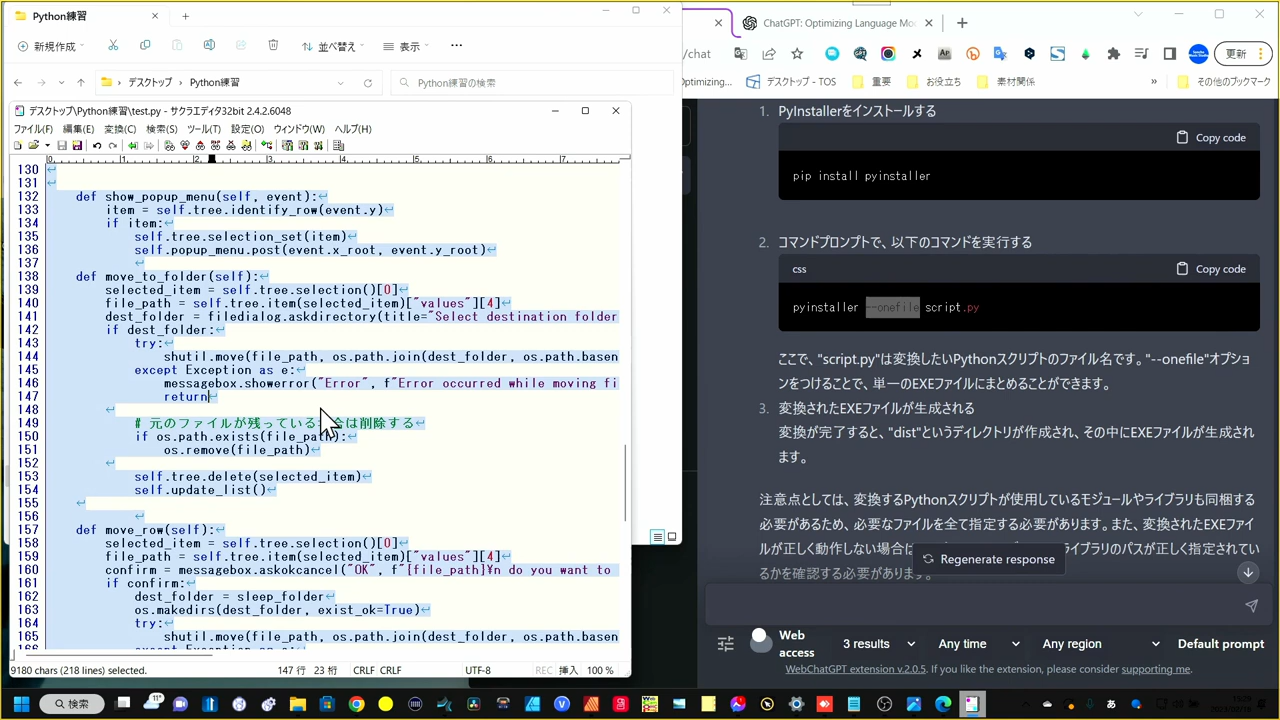 Python練習
新規作成
並べ替え
表示
デスクトップ
Python練習
Python練習の検索
デスクトップ\Python練習\test.py - サクラエディタ32bit 2.4.2.6048
ファイル(F) 編集(E) 変換(C) 検索(S) ツール(T) 設定(O) ウィンドウ(W) ヘルプ(H)
130
131
132 def show_popup_menu(self, event):
133 item = self.tree.identify_row(event.y)
134 if item:
135 self.tree.selection_set(item)
136 self.popup_menu.post(event.x_root, event.y_root)
137
138 def move_to_folder(self):
139 selected_item = self.tree.selection()[0]
140 file_path = self.tree.item(selected_item)["values"][4]
141 dest_folder = filedialog.askdirectory(title="Select destination folder
142 if dest_folder:
143 try:
144 shutil.move(file_path, os.path.join(dest_folder, os.path.basen
145 except Exception as e:
146 messagebox.showerror("Error", f"Error occurred while moving fi
147 return
148
149 # 元のファイルが残っている場合は削除する
150 if os.path.exists(file_path):
151 os.remove(file_path)
152
153 self.tree.delete(selected_item)
154 self.update_list()
155
156
157 def move_row(self):
158 selected_item = self.tree.selection()[0]
159 file_path = self.tree.item(selected_item)["values"][4]
160 confirm = messagebox.askokcancel("OK", f"[file_path]¥n do you want to
161 if confirm:
162 dest_folder = sleep_folder
163 os.makedirs(dest_folder, exist_ok=True)
164 try:
165 shutil.move(file_path, os.path.join(dest_folder, os.path.basen
9180 chars (218 lines) selected.
147 行 23 桁
CRLF CRLF
UTF-8
REC 挿入
100 %
ChatGPT: Optimizing Language Mo
/chat
更新
Optimizing...
デスクトップ - TOS
重要
お役立ち
素材関係
その他のブックマーク
1. PyInstallerをインストールする
Copy code
pip install pyinstaller
2. コマンドプロンプトで、以下のコマンドを実行する
css
Copy code
pyinstaller --onefile script.py
ここで、"script.py"は変換したいPythonスクリプトのファイル名です。"--onefile"オプショ
ンをつけることで、単一のEXEファイルにまとめることができます。
3. 変換されたEXEファイルが生成される
変換が完了すると、"dist"というディレクトリが作成され、その中にEXEファイルが生成され
ます。
注意点としては、変換するPythonスクリプトが使用しているモジュールやライブラリも同梱する
必要があるため、必要なファイルを全て指定する必要があります。また、変換されたEXEファイ
ルが正しく動作しない場合は
ライブラリのパスが正しく指定されてい
るかを確認する必要があります。
Regenerate response
Web access
3 results
Any time
Any region
Default prompt
WebChatGPT extension v.2.0.5. If you like the extension, please consider supporting me.
検索